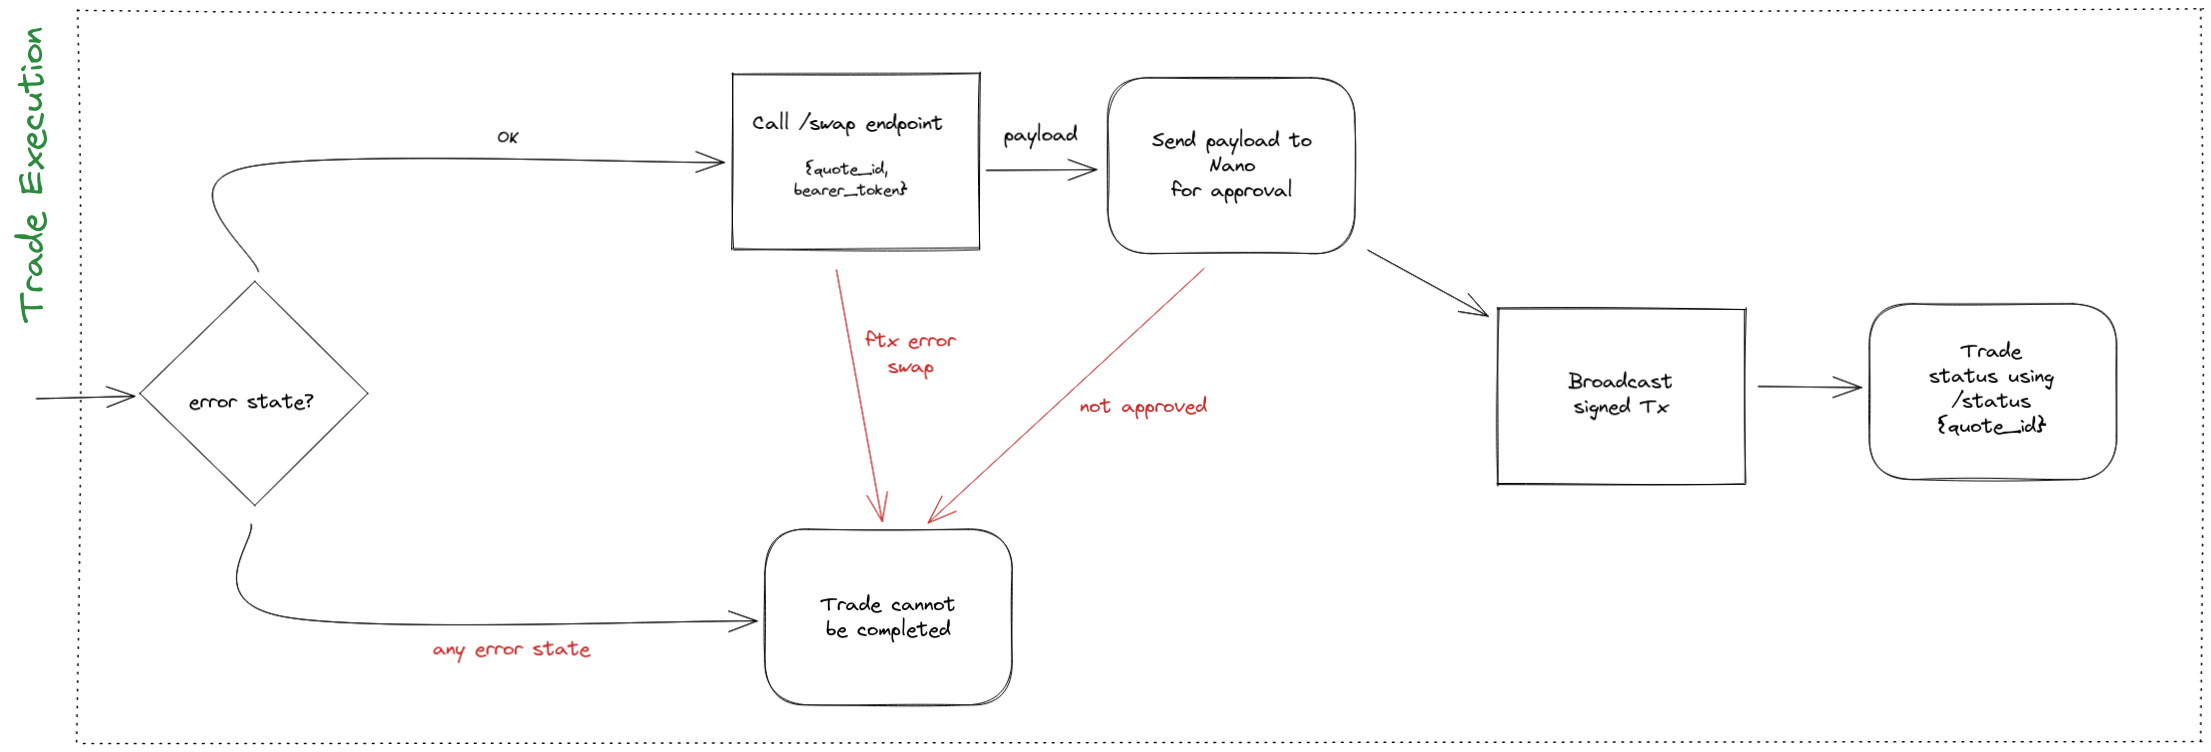 Trade Execution
OK
Call /swap endpoint
{quote_id,
bearer_token}
payload
Send payload to
Nano
for approval
error state?
ftx error
swap
not approved
Broadcast
signed Tx
Trade
status using
/status
{quote_id}
Trade cannot
be completed
any error state